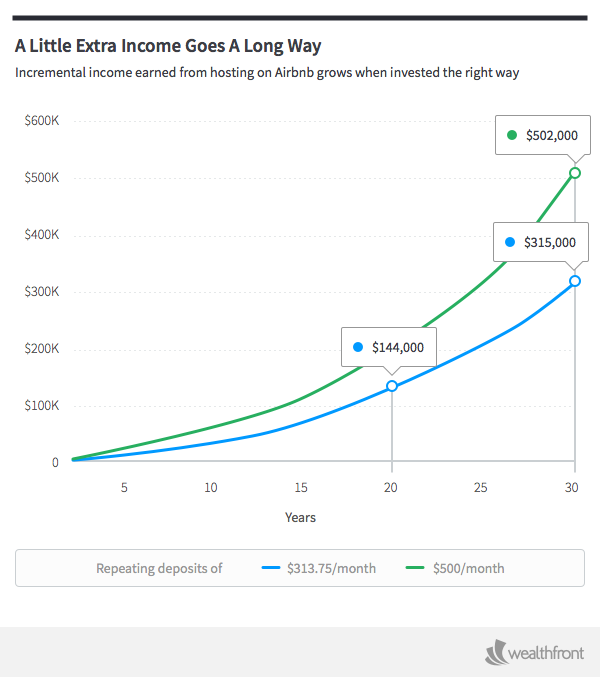 A Little Extra Income Goes A Long Way
Incremental income earned from hosting on Airbnb grows when invested the right way
$600K
$502,000
$500K
$400K
$315,000
$300K
$200K
$144,000
$100K
0
5 10 15 20 25 30
Years
Repeating deposits of $313.75/month $500/month
wealthfront